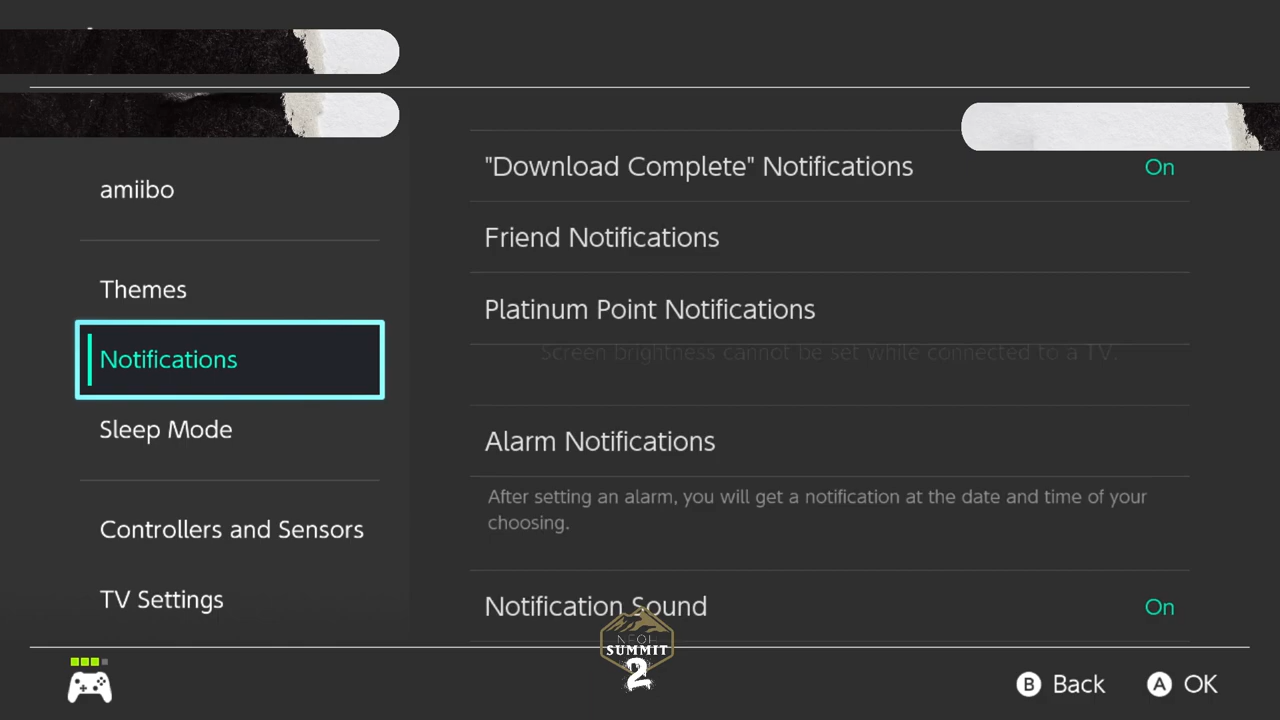 amiibo
Themes
Notifications
Sleep Mode
Controllers and Sensors
TV Settings
"Download Complete" Notifications On
Friend Notifications
Platinum Point Notifications
Screen brightness cannot be set while connected to a TV.
Alarm Notifications
After setting an alarm, you will get a notification at the date and time of your
choosing.
Notification Sound On
NEOH
SUMMIT
2
B Back A OK